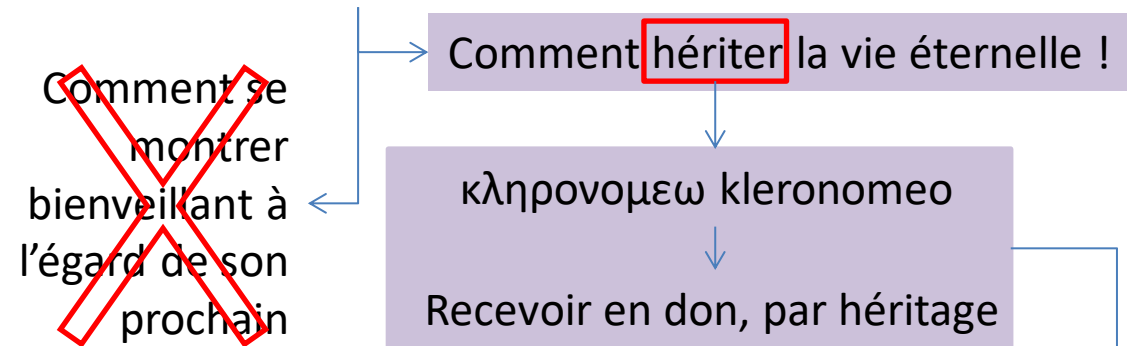 Comment hériter la vie éternelle !
Comment se
montrer
bienveillant à
l’égard de son
prochain
κληρονομεω kleronomeo
Recevoir en don, par héritage